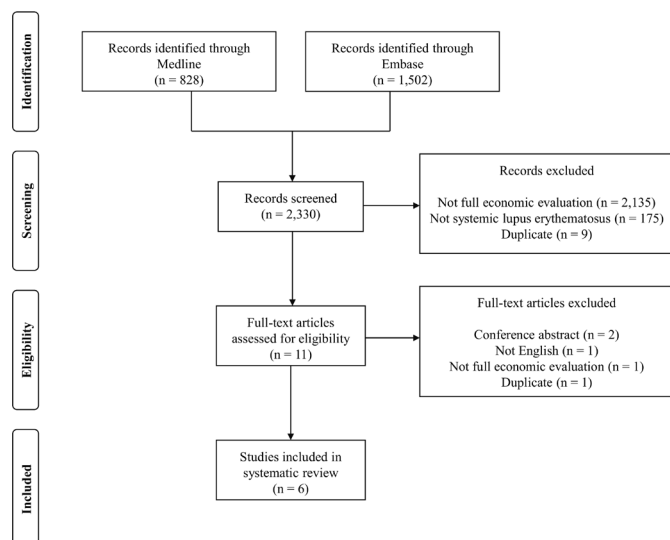 Identification
Records identified through
Medline
(n = 828)
Records identified through
Embase
(n = 1,502)
Screening
Records screened
(n = 2,330)
Records excluded
Not full economic evaluation (n = 2,135)
Not systemic lupus erythematosus (n = 175)
Duplicate (n = 9)
Eligibility
Full-text articles
assessed for eligibility
(n = 11)
Full-text articles excluded
Conference abstract (n = 2)
Not English (n = 1)
Not full economic evaluation (n = 1)
Duplicate (n = 1)
Included
Studies included in
systematic review
(n = 6)